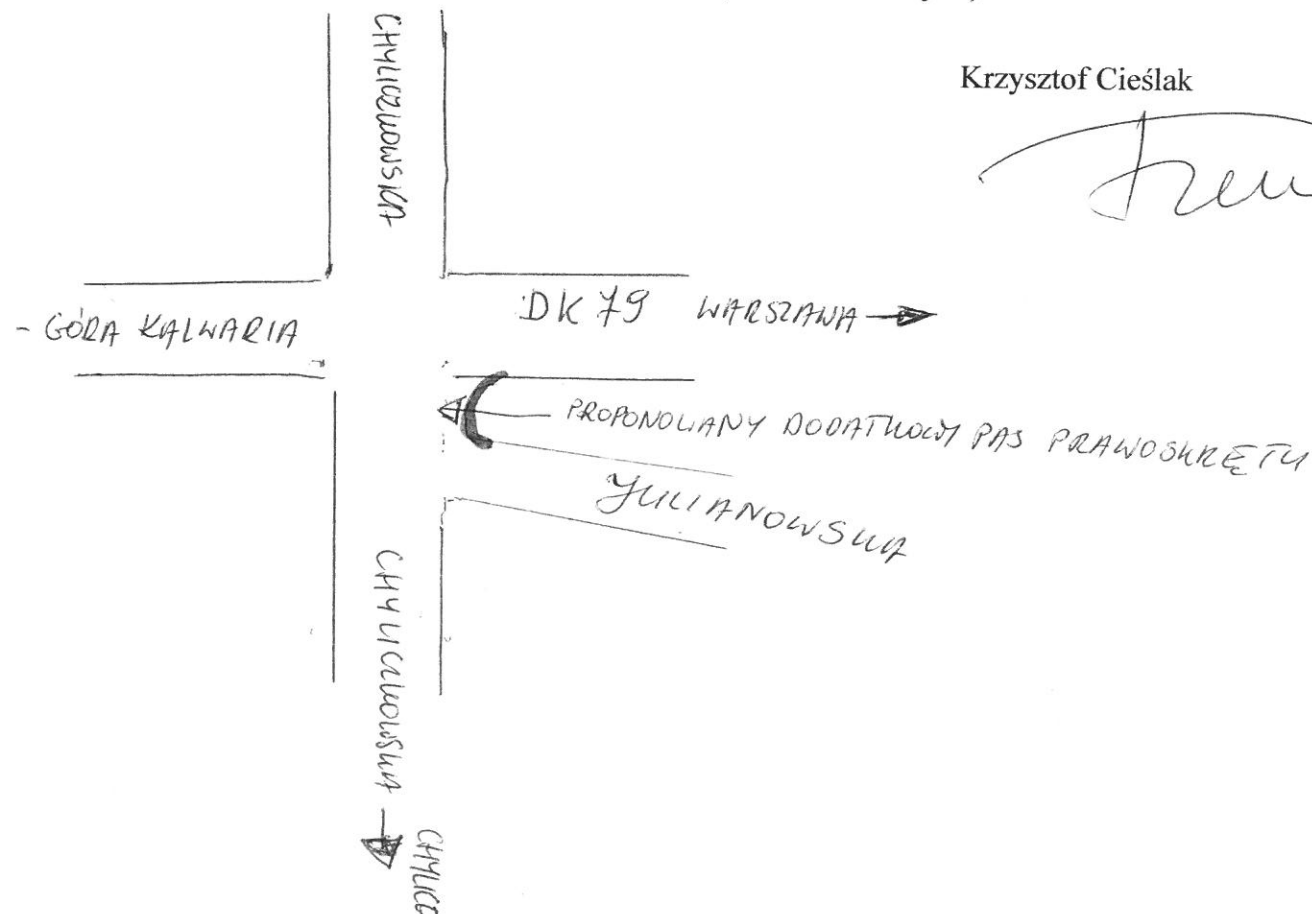 Krzysztof Cieślak
CHYLICZKOWSKA
DK 79 WARSZAWA
- GÓRA KALWARIA
PROPONOWANY DODATKOWY PAS PRAWOSKRĘTU
JULIANOWSKA
CHYLICZKOWSKA
CHYLICE